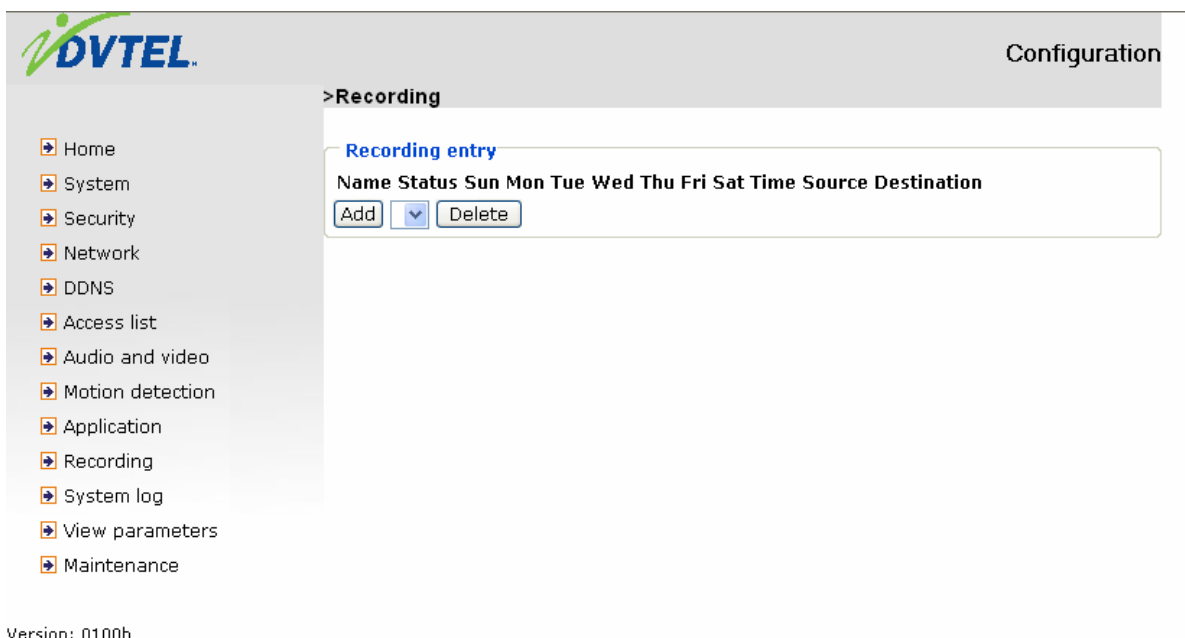 DVTEL
Configuration
>Recording
Home
System
Security
Network
DDNS
Access list
Audio and video
Motion detection
Application
Recording
System log
View parameters
Maintenance
Recording entry
Name Status Sun Mon Tue Wed Thu Fri Sat Time Source Destination
Add Delete
Version: 0100h